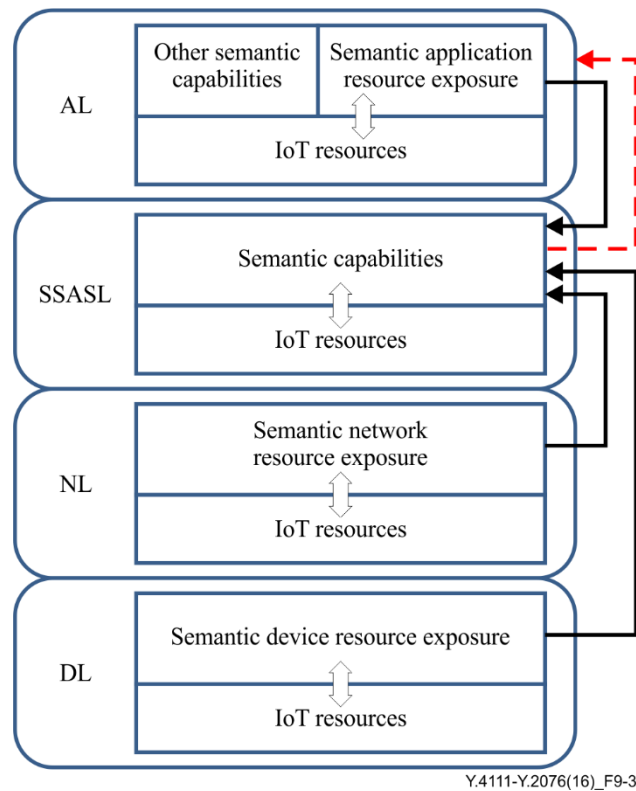 Other semantic
capabilities
Semantic application
resource exposure
AL
IoT resources
Semantic capabilities
SSASL
IoT resources
Semantic network
resource exposure
NL
IoT resources
Semantic device resource exposure
DL
IoT resources
Y.4111-Y.2076(16)_F9-3